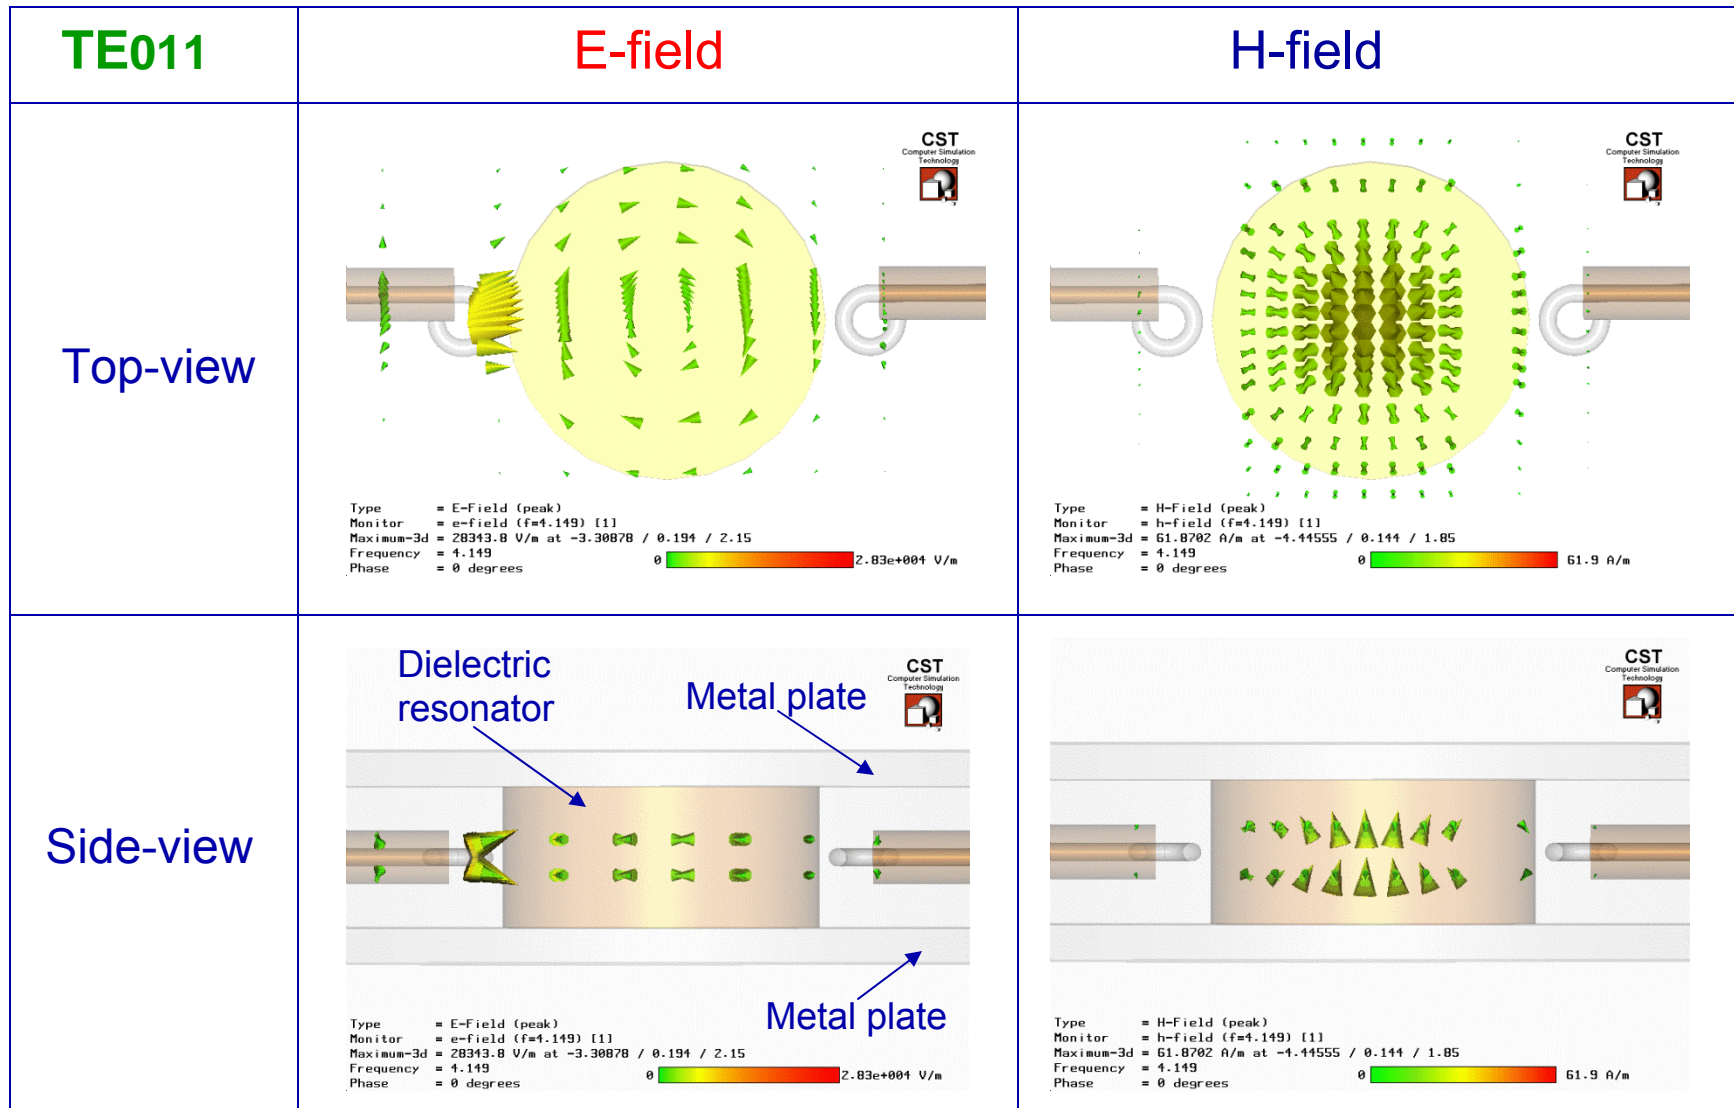 TE011
E-field
H-field
Top-view
CST
Computer Simulation
Technology
Type = E-Field (peak)
Monitor = e-field (f=4.149) [1]
Maximum-3d = 28343.8 V/m at -3.30878 / 0.194 / 2.15
Frequency = 4.149
Phase = 0 degrees
0 2.83e+004 V/m
CST
Computer Simulation
Technology
Type = H-Field (peak)
Monitor = h-field (f=4.149) [1]
Maximum-3d = 61.8702 A/m at -4.44555 / 0.144 / 1.85
Frequency = 4.149
Phase = 0 degrees
0 61.9 A/m
Side-view
Dielectric
resonator
Metal plate
CST
Computer Simulation
Technology
Metal plate
Type = E-Field (peak)
Monitor = e-field (f=4.149) [1]
Maximum-3d = 28343.8 V/m at -3.30878 / 0.194 / 2.15
Frequency = 4.149
Phase = 0 degrees
0 2.83e+004 V/m
CST
Computer Simulation
Technology
Type = H-Field (peak)
Monitor = h-field (f=4.149) [1]
Maximum-3d = 61.8702 A/m at -4.44555 / 0.144 / 1.85
Frequency = 4.149
Phase = 0 degrees
0 61.9 A/m